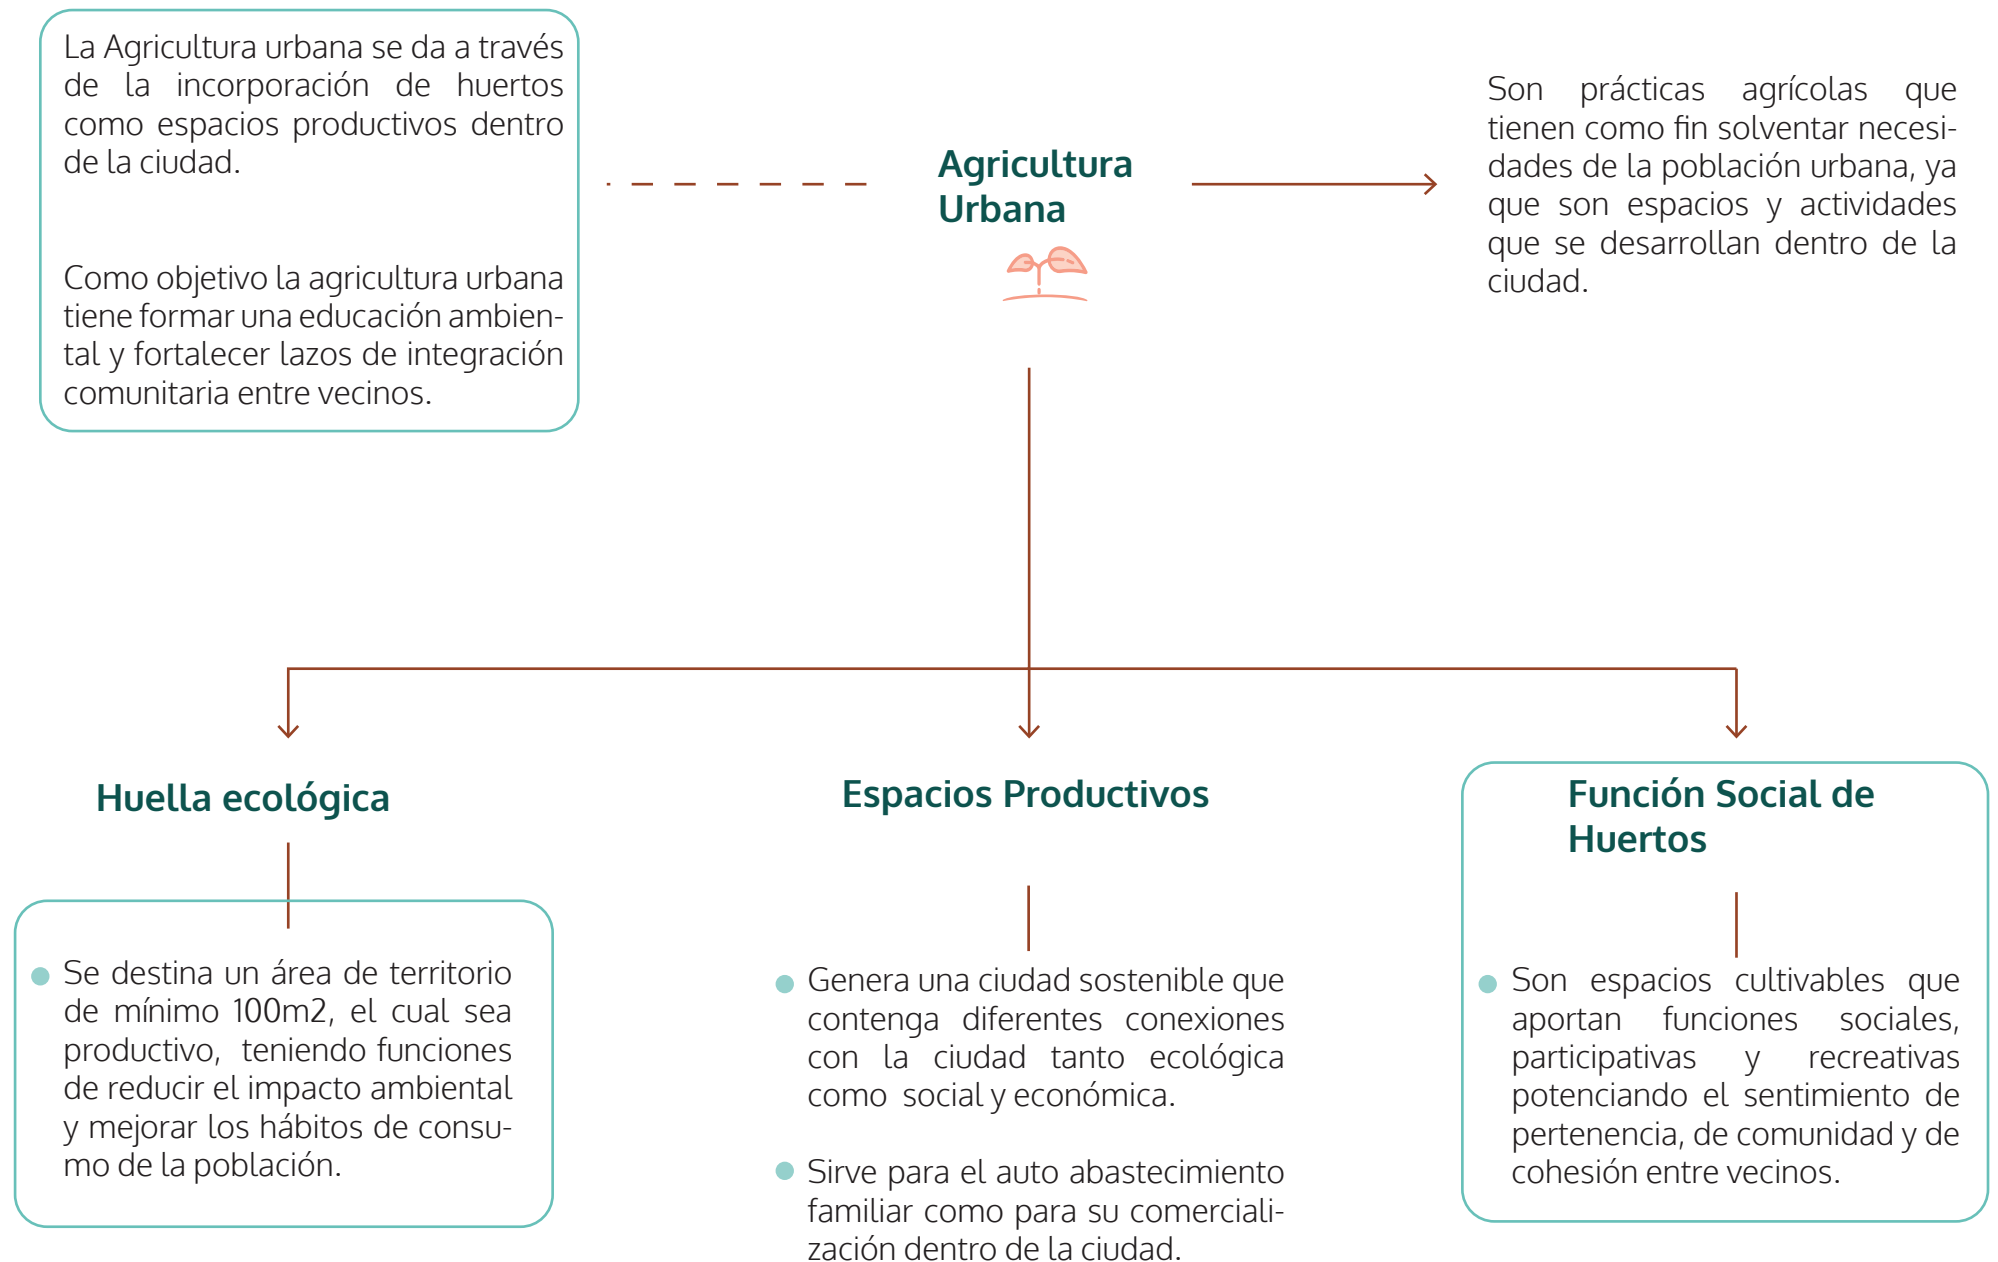 La Agricultura urbana se da a través
de la incorporación de huertos
como espacios productivos dentro
de la ciudad.
Como objetivo la agricultura urbana
tiene formar una educación ambien-
tal y fortalecer lazos de integración
comunitaria entre vecinos.
Agricultura
Urbana
Son prácticas agrícolas que
tienen como fin solventar necesi-
dades de la población urbana, ya
que son espacios y actividades
que se desarrollan dentro de la
ciudad.
Huella ecológica
Se destina un área de territorio
de mínimo 100m2, el cual sea
productivo, teniendo funciones
de reducir el impacto ambiental
y mejorar los hábitos de consu-
mo de la población.
Espacios Productivos
Genera una ciudad sostenible que
contenga diferentes conexiones
con la ciudad tanto ecológica
como social y económica.
Sirve para el auto abastecimiento
familiar como para su comerciali-
zación dentro de la ciudad.
Función Social de
Huertos
Son espacios cultivables que
aportan funciones sociales,
participativas y recreativas
potenciando el sentimiento de
pertenencia, de comunidad y de
cohesión entre vecinos.